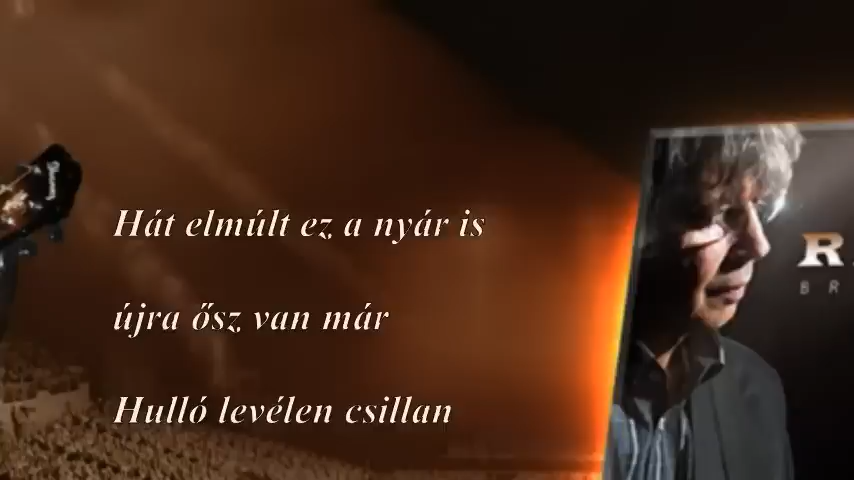 Hát elmúlt ez a nyár is
újra ősz van már
Hulló levélen csillan
R
B R